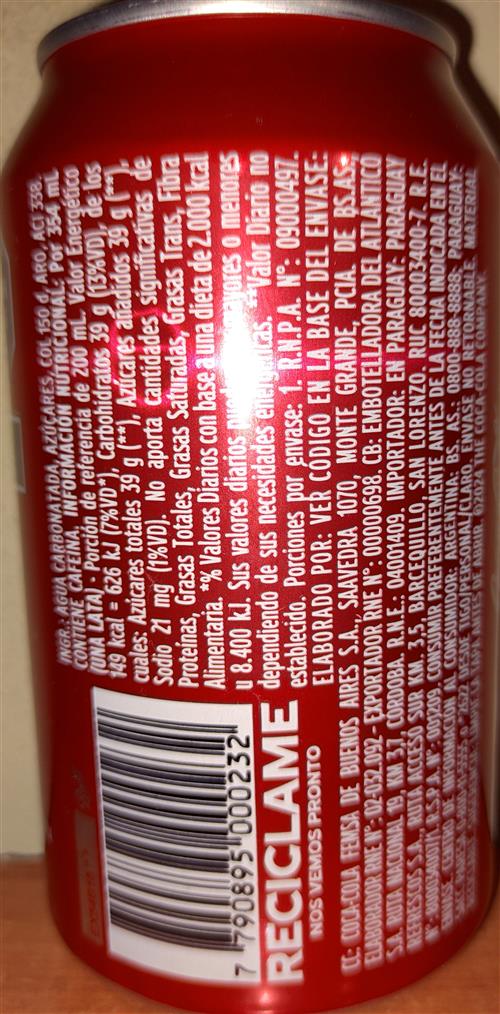 INGR.: AGUA CARBONATADA, AZÚCARES, COL 150 d, ARO, ACI 338,
CONTIENE CAFEÍNA. INFORMACIÓN NUTRICIONAL: Por 354 mL
(UNA LATA) - Porción de referencia de 200 mL. Valor Energético
149 kcal = 626 kJ (7%VD*), Carbohidratos 39 g (13%VD), de los
cuales: Azúcares totales 39 g (**), Azúcares añadidos 39 g (**),
Sodio 21 mg (1%VD). No aporta cantidades significativas de
Proteínas, Grasas Totales, Grasas Saturadas, Grasas Trans, Fibra
Alimentaria. *% Valores Diarios con base a una dieta de 2.000 kcal
u 8.400 kJ. Sus valores diarios mayores o menores
dependiendo de sus necesidades energéticas. **Valor Diario no
establecido. Porciones por envase: 1. R.N.P.A. N°: 09000497.
ELABORADO POR: VER CÓDIGO EN LA BASE DEL ENVASE:
CC: COCA-COLA FEMSA DE BUENOS AIRES S.A., SAAVEDRA 1070, MONTE GRANDE, PCIA. DE BS.AS.,
ELABORADOR RNE N°: 02-032.092 - EXPORTADOR RNE N°: 00000698. CB: EMBOTELLADORA DEL ATLÁNTICO
S.A. RUTA NACIONAL 19, KM 3,7, CÓRDOBA. R.N.E.: 04001409. IMPORTADOR: EN PARAGUAY: PARAGUAY
REFRESCOS S.A., RUTA ACCESO SUR KM. 3,5, BARCEQUILLO, SAN LORENZO. RUC 80003400-7. R.E.
CONSUMIR PREFERENTEMENTE ANTES DE LA FECHA INDICADA EN EL
CONSUMIDOR: ARGENTINA: BS. AS.: 0800-888-8888; PARAGUAY:
ENVASE NO RETORNABLE. MATERIAL
RECICLAME
NOS VEMOS PRONTO
7 790895 000232